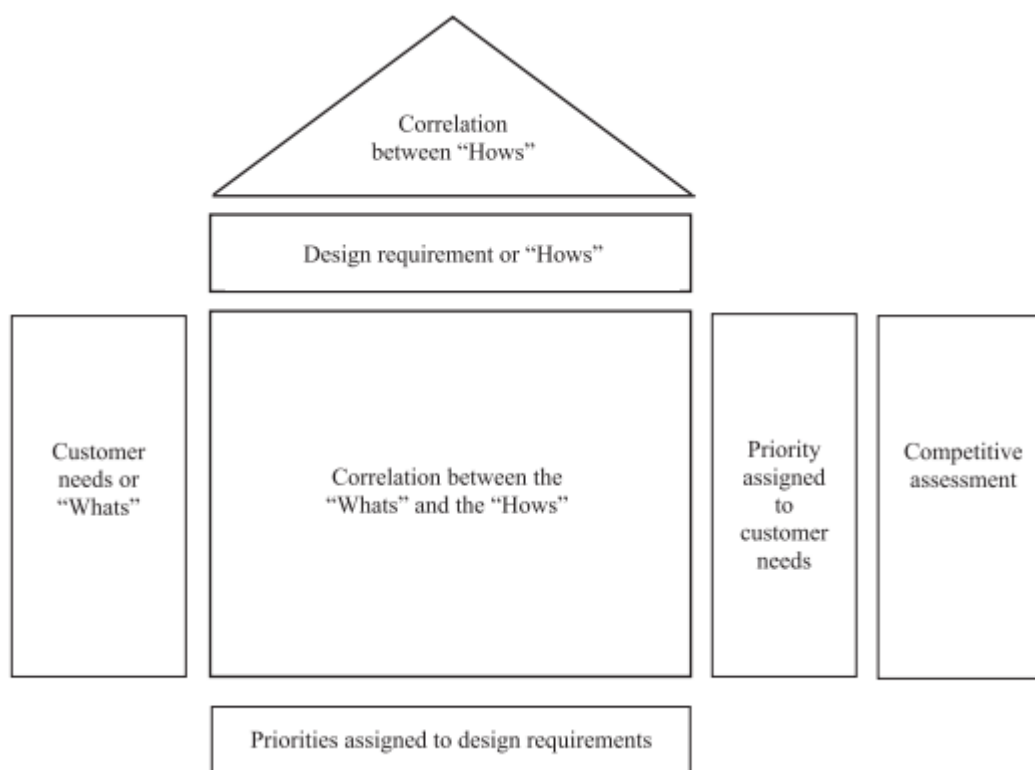 Correlation
between “Hows”
Design requirement or “Hows”
Customer
needs or
“Whats”
Correlation between the
“Whats” and the “Hows”
Priority
assigned
to
customer
needs
Competitive
assessment
Priorities assigned to design requirements